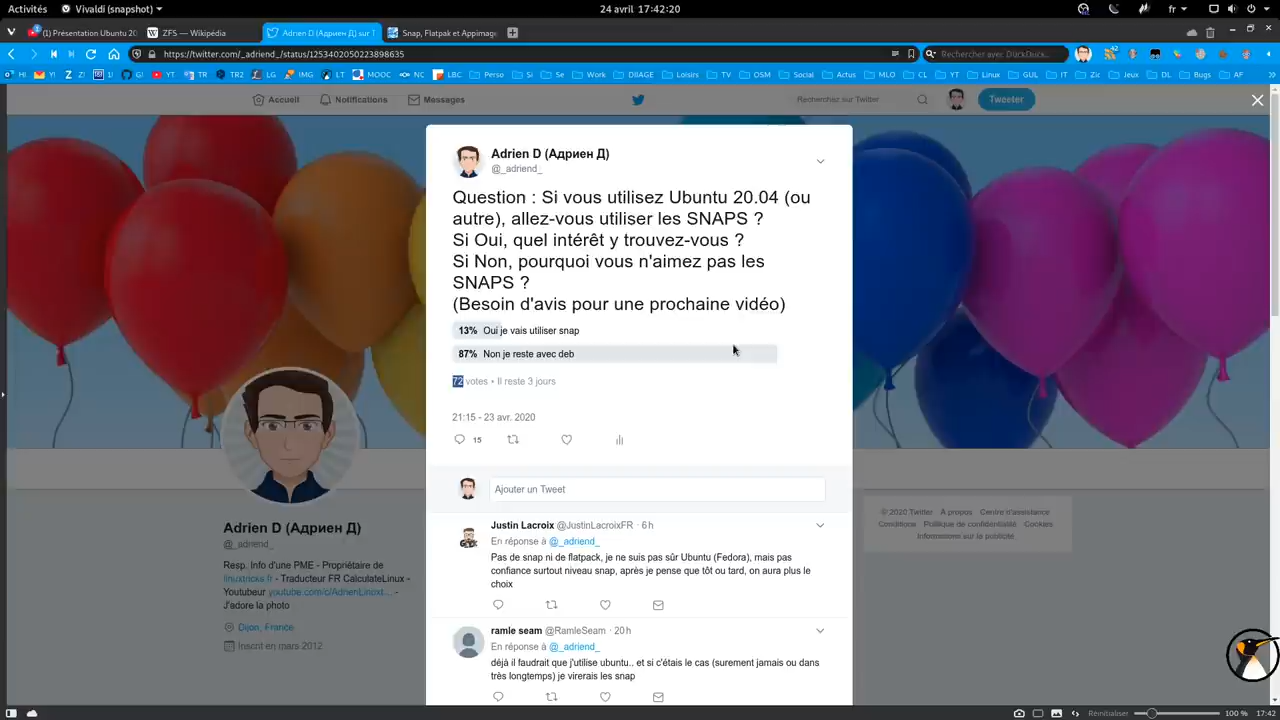 Activités Vivaldi (snapshot) 24 avril 17:42:20 fr
(1) Présentation Ubuntu 20 ZFS — Wikipédia Adrien D (Адриен Д) sur T Snap, Flatpak et Appimage
https://twitter.com/_adriend_/status/1253402050223898635 Rechercher avec DuckDuck...
HI Y! Z! G! YT TR TR2 LG IMG LT MOOC NC LBC Perso Si Se Work DIIAGE Loisirs TV OSM Social Actus MLO CL YT Linux GUL IT Zic Jeux DL Bugs AF
Accueil Notifications Messages Rechercher sur Twitter Tweeter
Adrien D (Адриен Д)
@_adriend_
Question : Si vous utilisez Ubuntu 20.04 (ou
autre), allez-vous utiliser les SNAPS ?
Si Oui, quel intérêt y trouvez-vous ?
Si Non, pourquoi vous n'aimez pas les
SNAPS ?
(Besoin d'avis pour une prochaine vidéo)
13% Oui je vais utiliser snap
87% Non je reste avec deb
72 votes • Il reste 3 jours
21:15 - 23 avr. 2020
15
Ajouter un Tweet
Justin Lacroix @JustinLacroixFR · 6 h
En réponse à @_adriend_
Pas de snap ni de flatpack, je ne suis pas sûr Ubuntu (Fedora), mais pas
confiance surtout niveau snap, après je pense que tôt ou tard, on aura plus le
choix
ramle seam @RamleSeam · 20 h
En réponse à @_adriend_
déjà il faudrait que j'utilise ubuntu.. et si c'étais le cas (surement jamais ou dans
très longtemps) je virerais les snap
Adrien D (Адриен Д)
@_adriend_
Resp. Info d'une PME - Propriétaire de
linuxtricks.fr - Traducteur FR CalculateLinux -
Youtubeur youtube.com/c/AdrienLinuxt... -
J'adore la photo
Dijon, France
Inscrit en mars 2012
© 2020 Twitter À propos Centre d'assistance
Conditions Politique de confidentialité Cookies
Informations sur la publicité
Réinitialiser 100 % 17:42